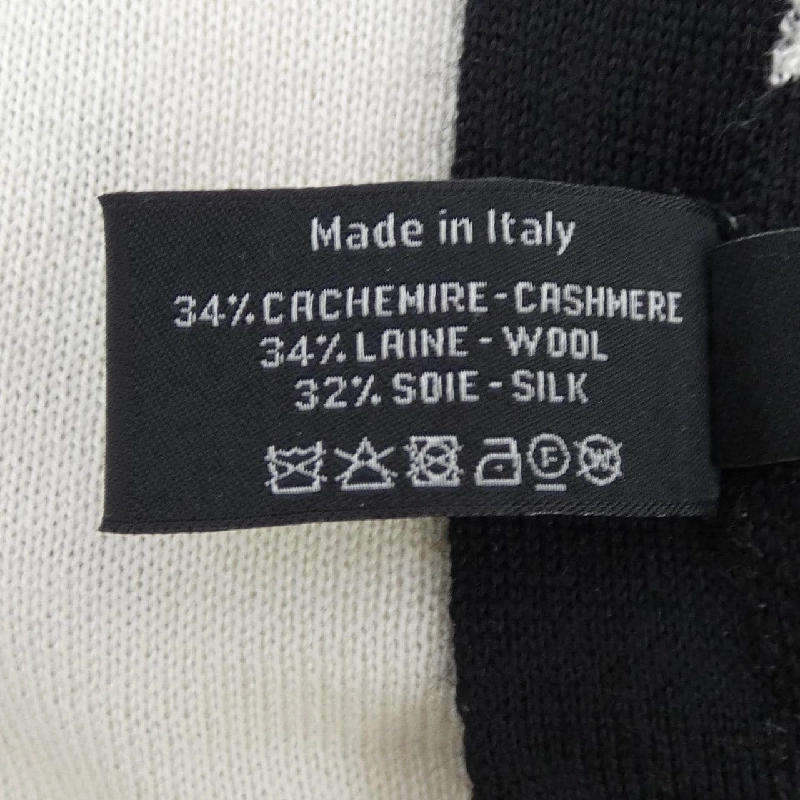 Made in Italy
34% CACHEMIRE-CASHMERE
34% LAINE - WOOL
32% SOIE-SILK
F W